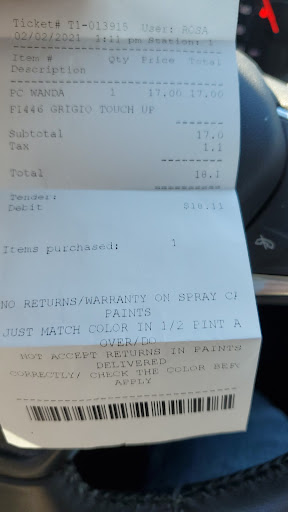 Ticket# T1-013915 User: ROSA
02/02/2021 1:11 pm Station: 1
Item # Qty Price Total
Description
PC WANDA 1 17.00 17.00
F1446 GRIGIO TOUCH UP
Subtotal 17.0
Tax 1.1
Total 18.1
Tender:
Debit $18.11
Items purchased: 1
NO RETURNS/WARRANTY ON SPRAY CA
PAINTS
JUST MATCH COLOR IN 1/2 PINT A
OVER/DO
NOT ACCEPT RETURNS IN PAINTS
DELIVERED
CORRECTLY/ CHECK THE COLOR BEFO
APPLY